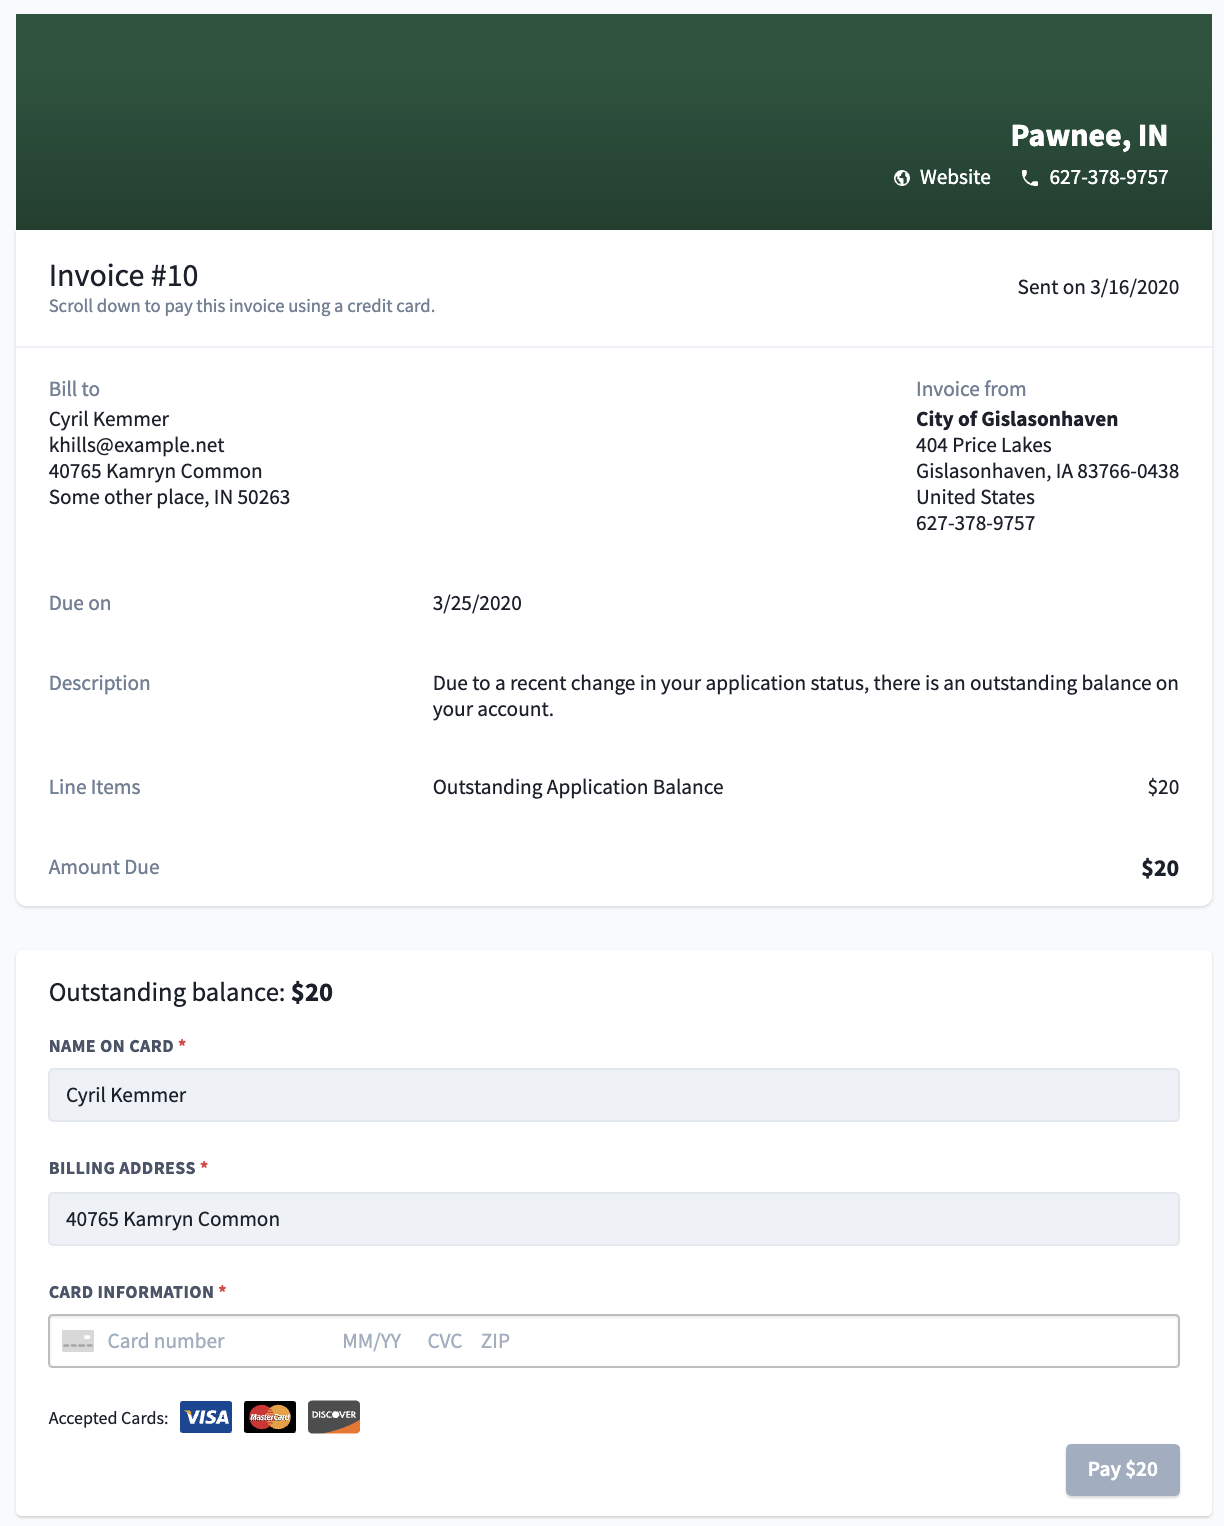 Pawnee, IN
Website 627-378-9757
Invoice #10
Scroll down to pay this invoice using a credit card.
Sent on 3/16/2020
Bill to
Cyril Kemmer
khills@example.net
40765 Kamryn Common
Some other place, IN 50263
Invoice from
City of Gislasonhaven
404 Price Lakes
Gislasonhaven, IA 83766-0438
United States
627-378-9757
Due on 3/25/2020
Description Due to a recent change in your application status, there is an outstanding balance on
your account.
Line Items Outstanding Application Balance $20
Amount Due $20
Outstanding balance: $20
NAME ON CARD *
Cyril Kemmer
BILLING ADDRESS *
40765 Kamryn Common
CARD INFORMATION *
Card number MM/YY CVC ZIP
Accepted Cards: VISA MasterCard DISCOVER
Pay $20